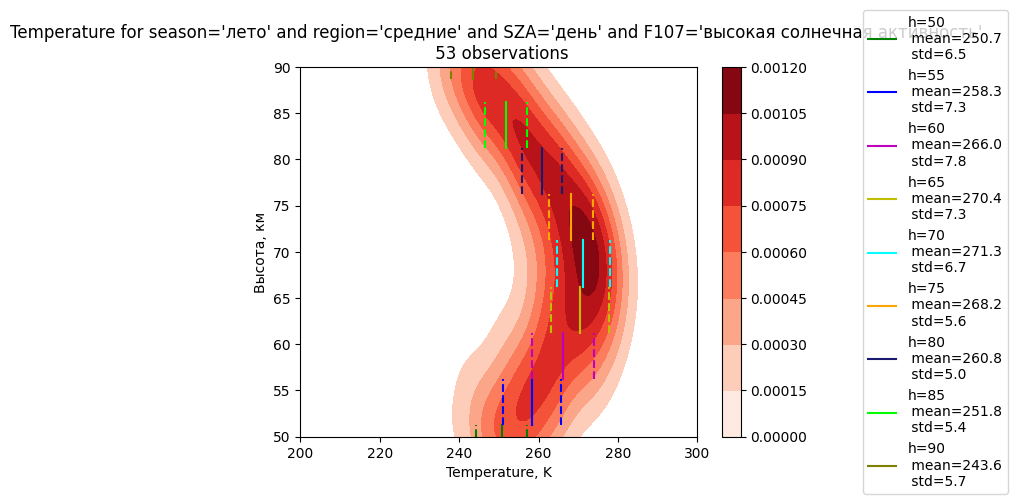 Temperature for season='лето' and region='средние' and SZA='день' and F107='высокая солнечная активность'
53 observations
90
85
80
75
70
65
60
55
50
Высота, км
200
220
240
260
280
300
Temperature, K
0.00120
0.00105
0.00090
0.00075
0.00060
0.00045
0.00030
0.00015
0.00000
h=50
mean=250.7
std=6.5
h=55
mean=258.3
std=7.3
h=60
mean=266.0
std=7.8
h=65
mean=270.4
std=7.3
h=70
mean=271.3
std=6.7
h=75
mean=268.2
std=5.6
h=80
mean=260.8
std=5.0
h=85
mean=251.8
std=5.4
h=90
mean=243.6
std=5.7